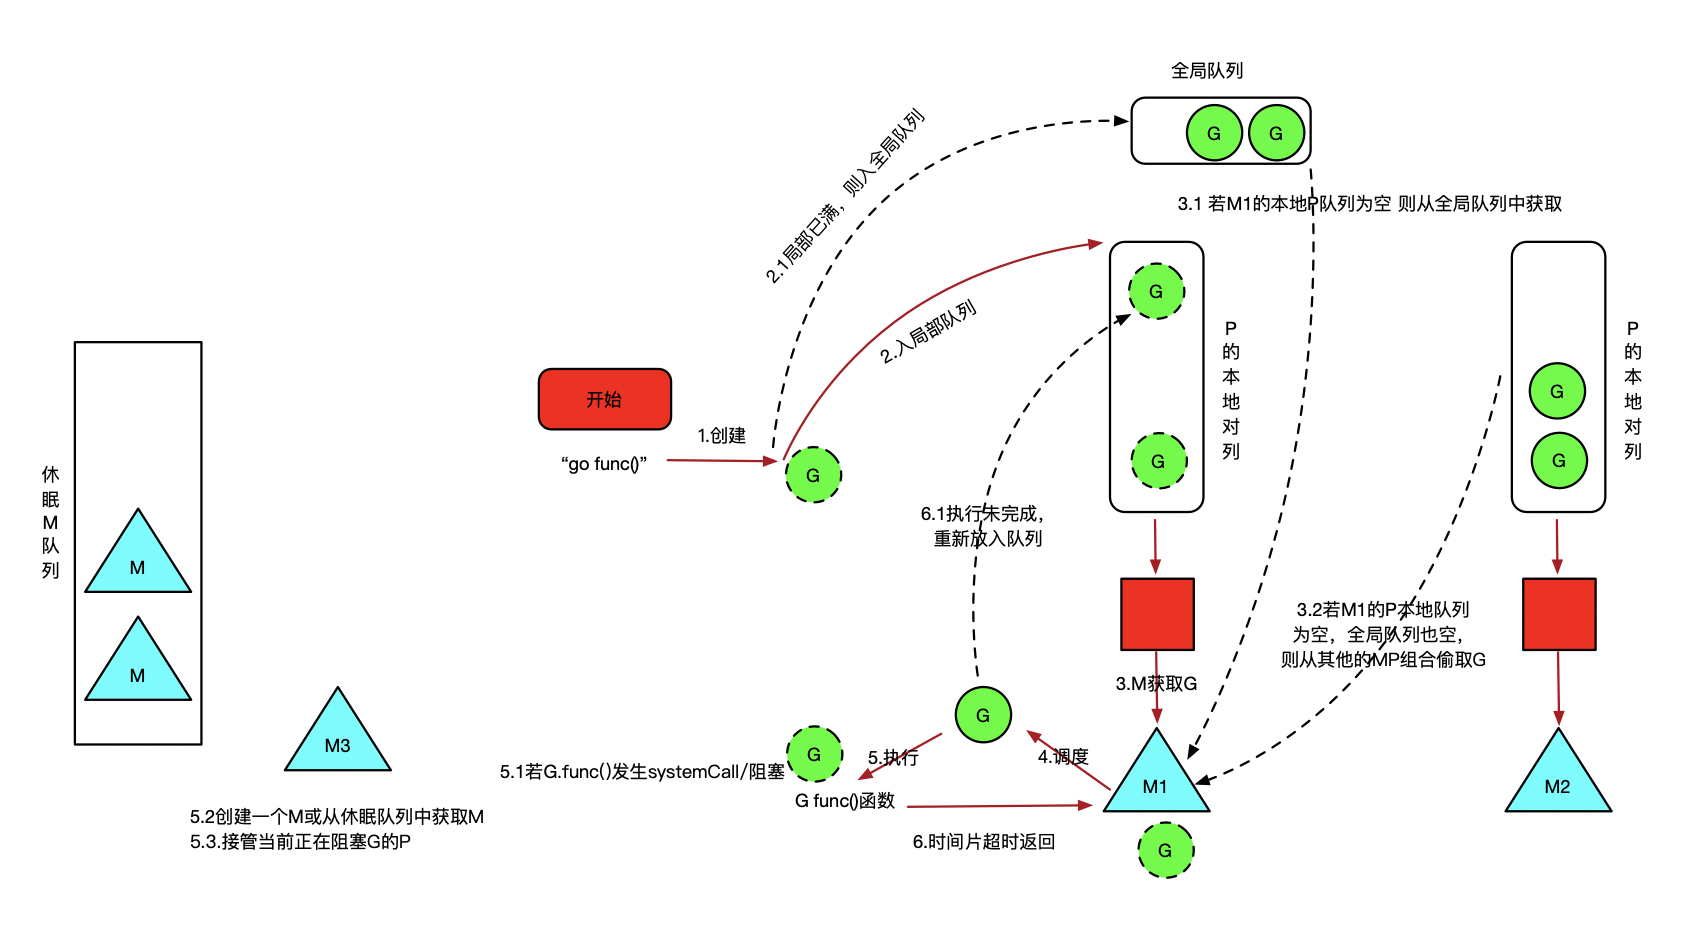 全局队列
G
G
2.1局部已满，则入全局队列
3.1 若M1的本地P队列为空 则从全局队列中获取
2.入局部队列
G
P
的
本
地
对
列
G
P
的
本
地
对
列
G
G
开始
1.创建
“go func()”
G
休
眠
M
队
列
M
M
6.1执行未完成，
重新放入队列
3.2若M1的P本地队列
为空，全局队列也空，
则从其他的MP组合偷取G
3.M获取G
G
M3
G
5.执行
4.调度
5.1若G.func()发生systemCall/阻塞
G func()函数
M1
M2
5.2创建一个M或从休眠队列中获取M
5.3.接管当前正在阻塞G的P
6.时间片超时返回
G